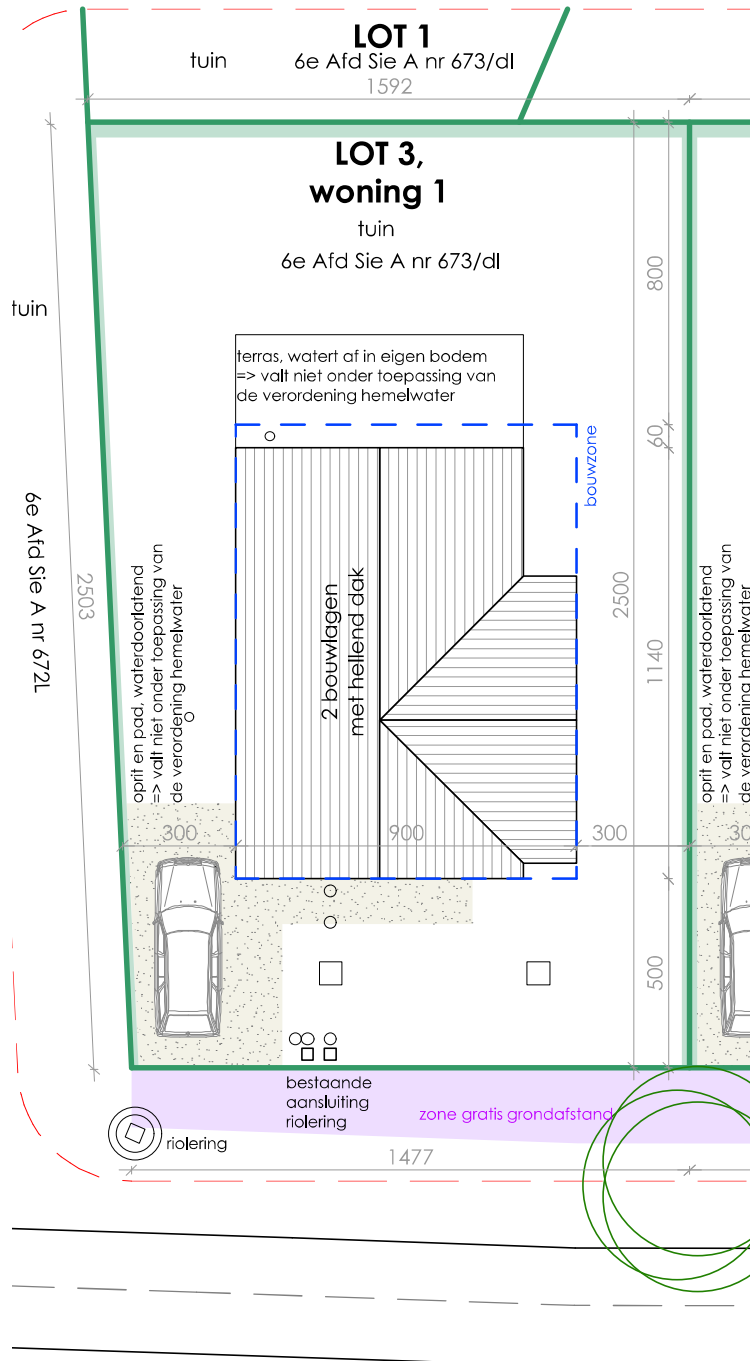 LOT 1
tuin
6e Afd Sie A nr 673/dl
1592
LOT 3,
woning 1
tuin
6e Afd Sie A nr 673/dl
tuin
800
terras, watert af in eigen bodem
=> valt niet onder toepassing van
de verordening hemelwater
60
bouwzone
6e Afd Sie A nr 672L
2503
oprit en pad, waterdoorlatend
=> valt niet onder toepassing van
de verordening hemelwater
2 bouwlagen
met hellend dak
2500
1140
oprit en pad, waterdoorlatend
=> valt niet onder toepassing van
de verordening hemelwater
300
900
300
30
500
bestaande
aansluiting
riolering
zone gratis grondafstand
riolering
1477